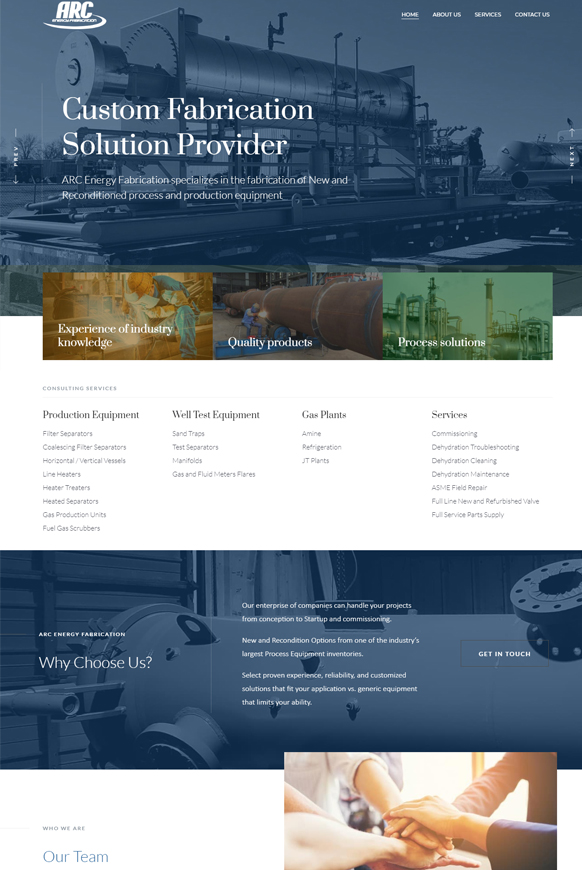 ARC
ENERGY FABRICATION
HOME
ABOUT US
SERVICES
CONTACT US
Custom Fabrication
Solution Provider
ARC Energy Fabrication specializes in the fabrication of New and
Reconditioned process and production equipment
PREV
NEXT
Experience of industry
knowledge
Quality products
Process solutions
CONSULTING SERVICES
Production Equipment
Filter Separators
Coalescing Filter Separators
Horizontal / Vertical Vessels
Line Heaters
Heater Treaters
Heated Separators
Gas Production Units
Fuel Gas Scrubbers
Well Test Equipment
Sand Traps
Test Separators
Manifolds
Gas and Fluid Meters Flares
Gas Plants
Amine
Refrigeration
JT Plants
Services
Commissioning
Dehydration Troubleshooting
Dehydration Cleaning
Dehydration Maintenance
ASME Field Repair
Full Line New and Refurbished Valve
Full Service Parts Supply
ARC ENERGY FABRICATION
Why Choose Us?
Our enterprise of companies can handle your projects
from conception to Startup and commissioning.
New and Recondition Options from one of the industry's
largest Process Equipment inventories.
Select proven experience, reliability, and customized
solutions that fit your application vs. generic equipment
that limits your ability.
GET IN TOUCH
WHO WE ARE
Our Team